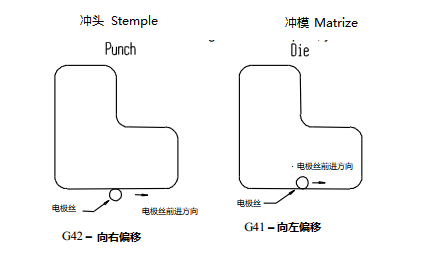 冲头 Stemple
冲模 Matrize
Punch
Die
电极丝前进方向
电极丝
电极丝前进方向
电极丝
G42 – 向右偏移
G41 – 向左偏移